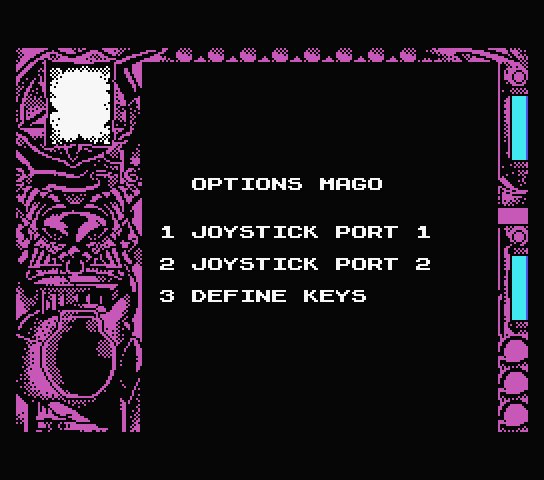 OPTIONS MAGO
1 JOYSTICK PORT 1
2 JOYSTICK PORT 2
3 DEFINE KEYS